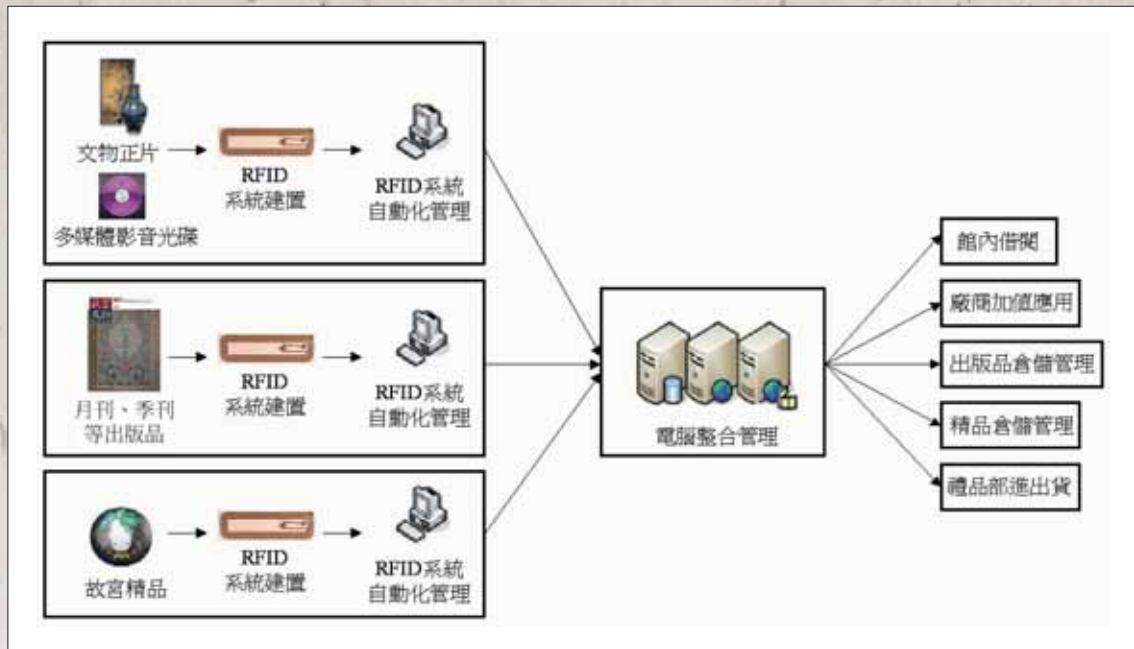 文物正片
多媒體影音光碟
RFID
系統建置
RFID系統
自動化管理
月刊、季刊
等出版品
RFID
系統建置
RFID系統
自動化管理
故宮精品
RFID
系統建置
RFID系統
自動化管理
電腦整合管理
館內借閱
廠商加值應用
出版品倉儲管理
精品倉儲管理
禮品部進出貨